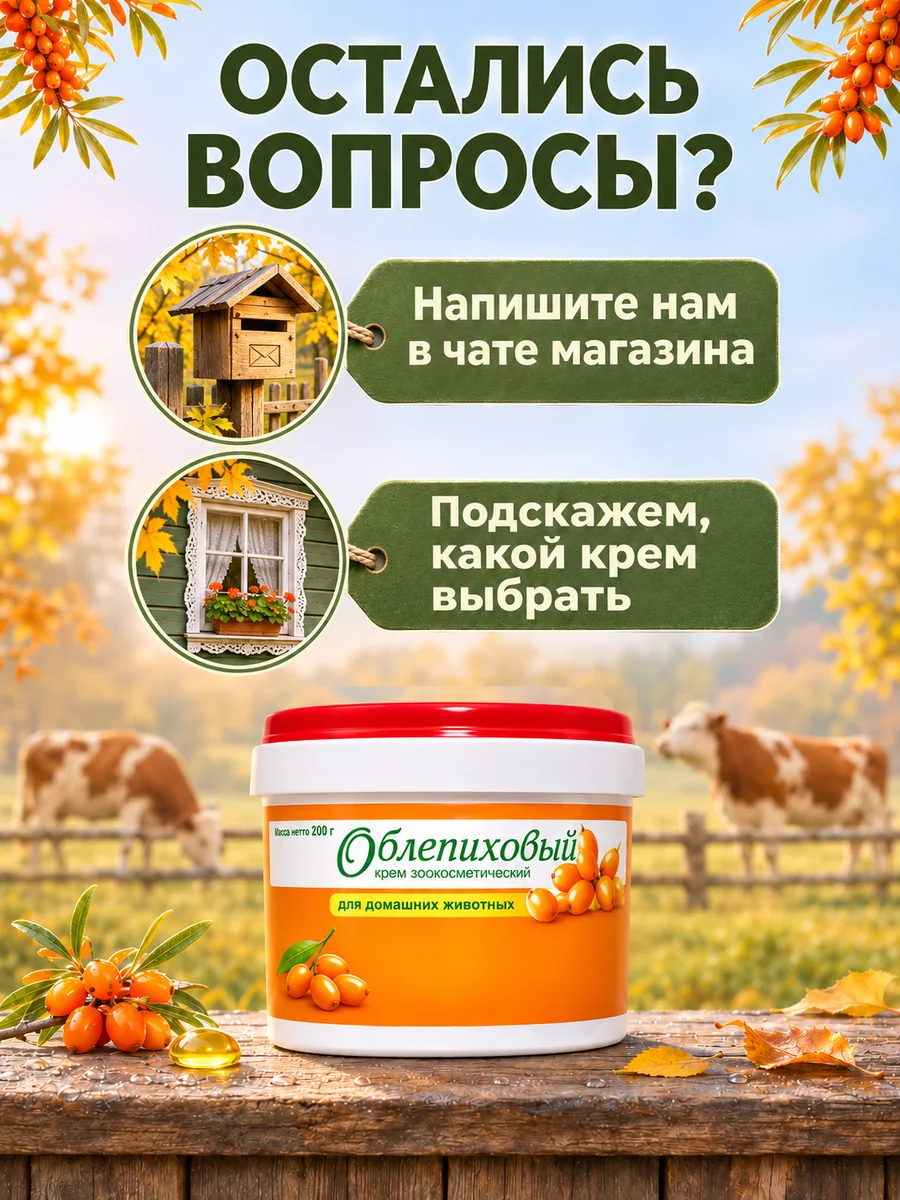 ОСТАЛИСЬ
ВОПРОСЫ?
Напишите нам
в чате магазина
Подскажем,
какой крем
выбрать
Масса нетто 200 г
Облепиховый
крем зоокосметический
для домашних животных